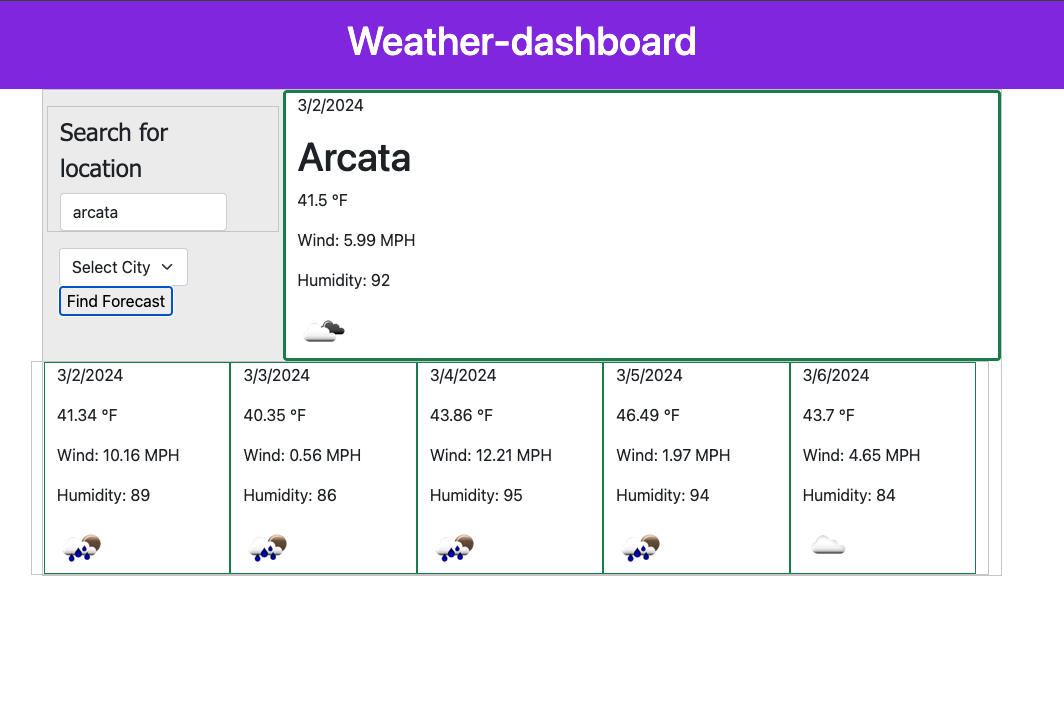 Weather-dashboard
Search for
location
arcata
Select City
Find Forecast
3/2/2024
Arcata
41.5 °F
Wind: 5.99 MPH
Humidity: 92
3/2/2024
41.34 °F
Wind: 10.16 MPH
Humidity: 89
3/3/2024
40.35 °F
Wind: 0.56 MPH
Humidity: 86
3/4/2024
43.86 °F
Wind: 12.21 MPH
Humidity: 95
3/5/2024
46.49 °F
Wind: 1.97 MPH
Humidity: 94
3/6/2024
43.7 °F
Wind: 4.65 MPH
Humidity: 84